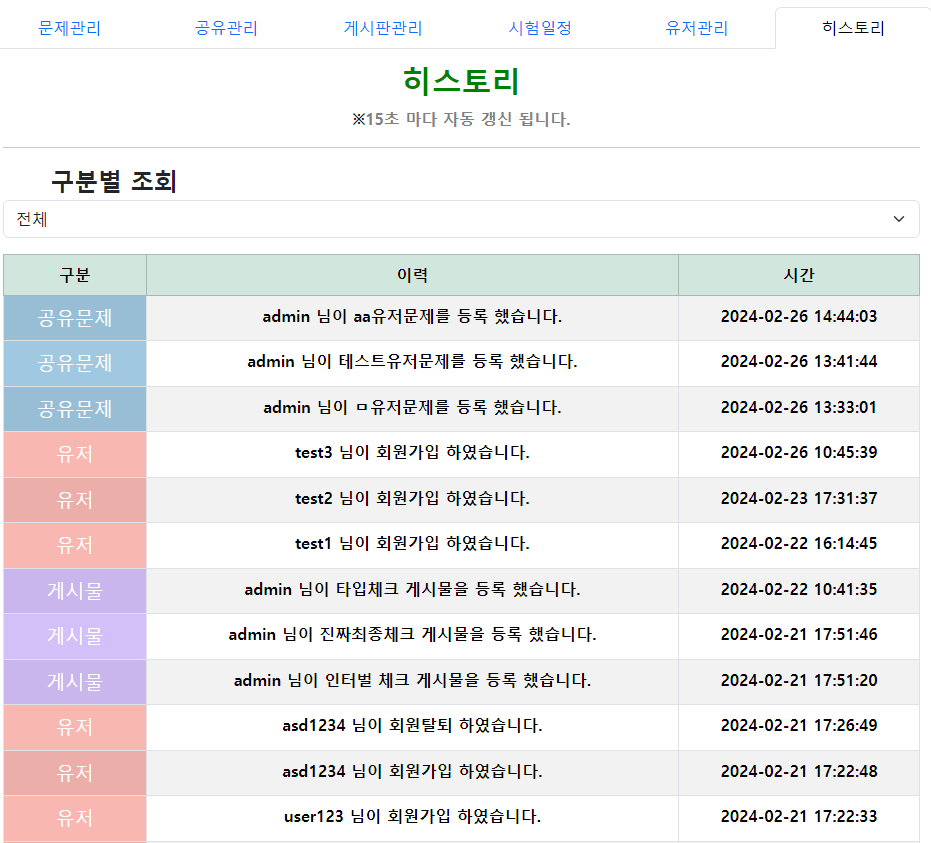 문제관리 공유관리 게시판관리 시험일정 유저관리 히스토리
히스토리
※15초 마다 자동 갱신 됩니다.
구분별 조회
전체
구분 이력 시간
공유문제 admin 님이 aa유저문제를 등록 했습니다. 2024-02-26 14:44:03
공유문제 admin 님이 테스트유저문제를 등록 했습니다. 2024-02-26 13:41:44
공유문제 admin 님이 ㅁ유저문제를 등록 했습니다. 2024-02-26 13:33:01
유저 test3 님이 회원가입 하였습니다. 2024-02-26 10:45:39
유저 test2 님이 회원가입 하였습니다. 2024-02-23 17:31:37
유저 test1 님이 회원가입 하였습니다. 2024-02-22 16:14:45
게시물 admin 님이 타입체크 게시물을 등록 했습니다. 2024-02-22 10:41:35
게시물 admin 님이 진짜최종체크 게시물을 등록 했습니다. 2024-02-21 17:51:46
게시물 admin 님이 인터벌 체크 게시물을 등록 했습니다. 2024-02-21 17:51:20
유저 asd1234 님이 회원탈퇴 하였습니다. 2024-02-21 17:26:49
유저 asd1234 님이 회원가입 하였습니다. 2024-02-21 17:22:48
유저 user123 님이 회원가입 하였습니다. 2024-02-21 17:22:33